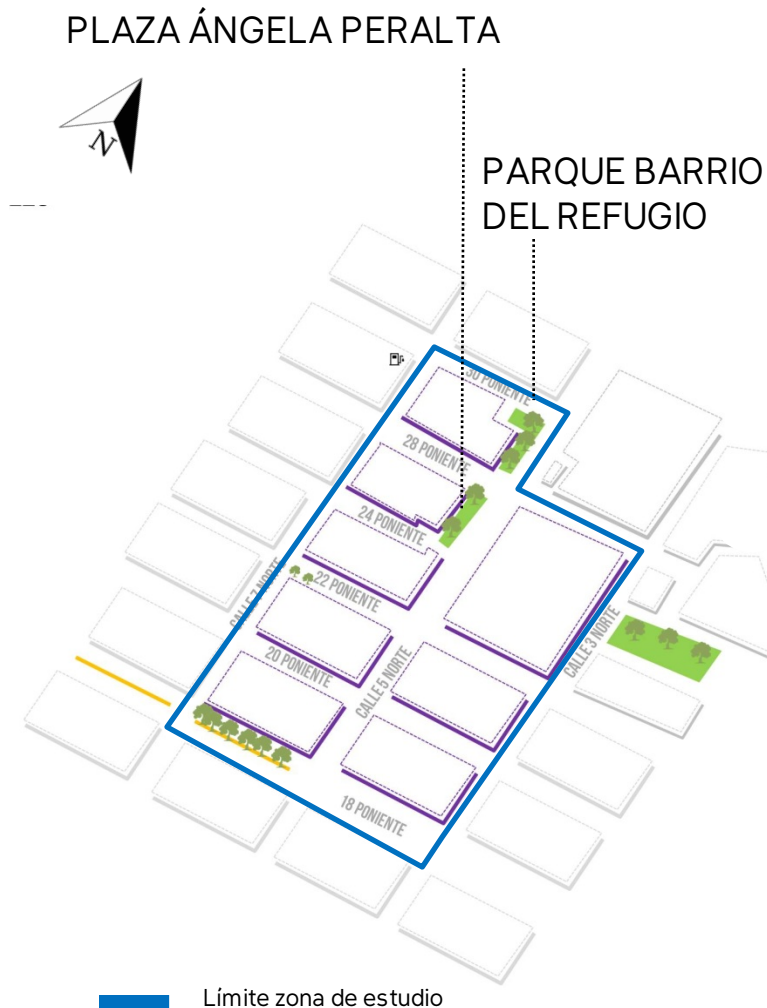 PLAZA ÁNGELA PERALTA
N
PARQUE BARRIO
DEL REFUGIO
30 PONIENTE
28 PONIENTE
24 PONIENTE
22 PONIENTE
CALLE 7 NORTE
20 PONIENTE
CALLE 5 NORTE
CALLE 3 NORTE
18 PONIENTE
Límite zona de estudio